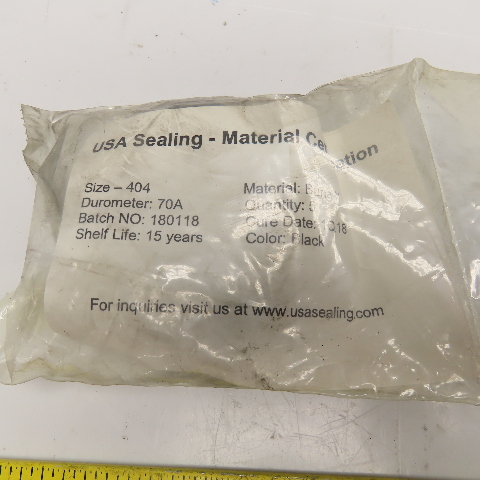 USA Sealing - Material
Size – 404
Durometer: 70A
Batch NO: 180118
Shelf Life: 15 years
Material:
Quantity:
Cure Date:
Color: Black
For inquiries visit us at www.usasealing.com